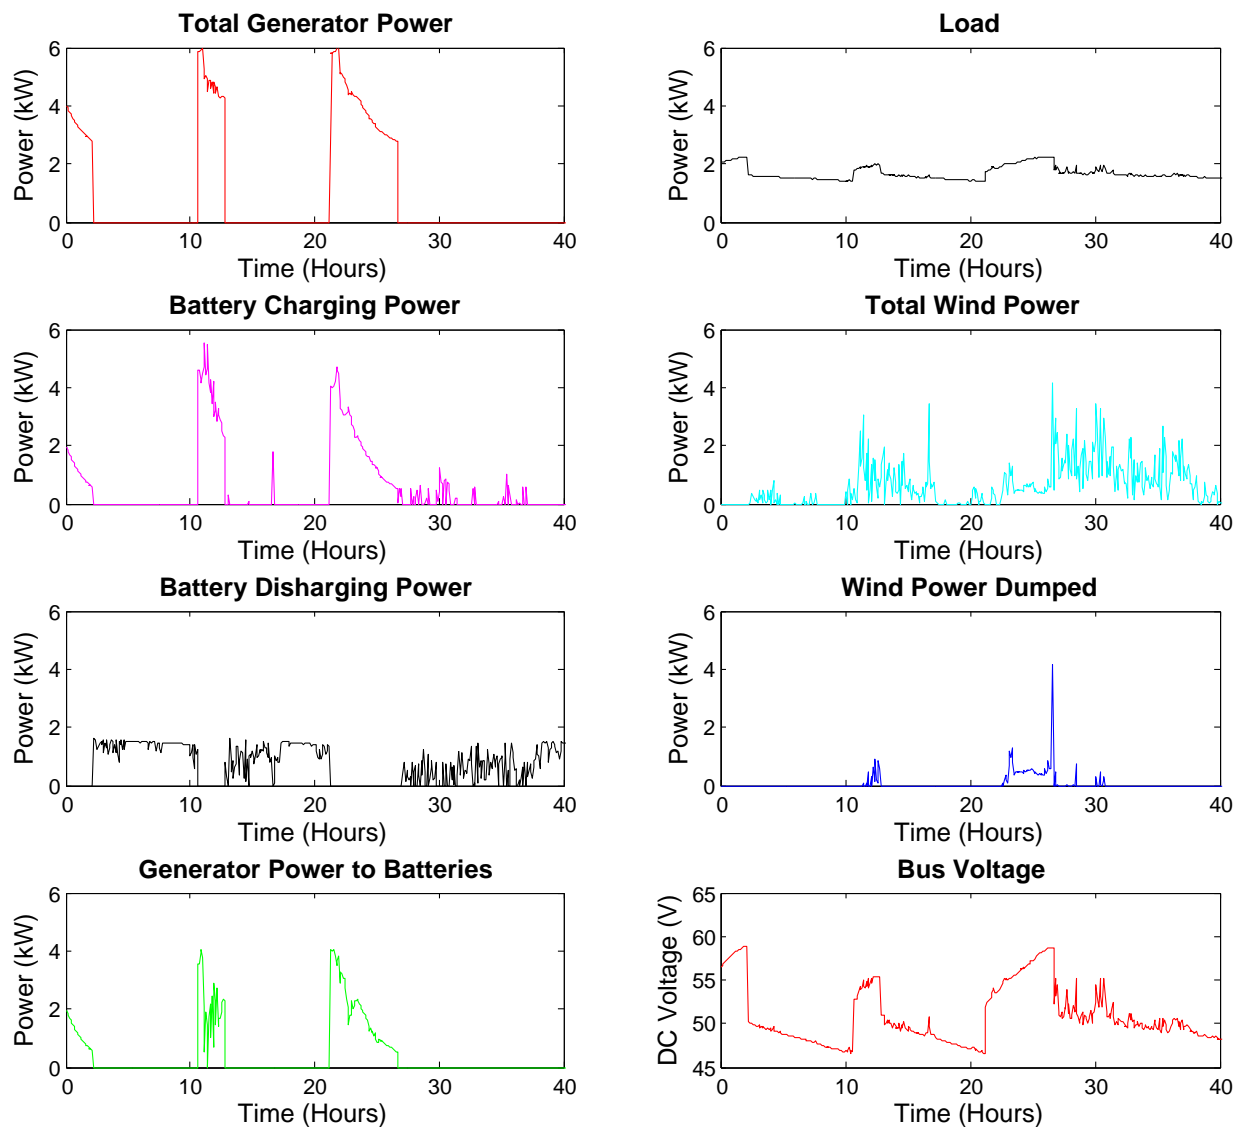 Total Generator Power
Load
6
4
2
0
Power (kW)
0 10 20 30 40
Time (Hours)
6
4
2
0
Power (kW)
0 10 20 30 40
Time (Hours)
Battery Charging Power
Total Wind Power
6
4
2
0
Power (kW)
0 10 20 30 40
Time (Hours)
6
4
2
0
Power (kW)
0 10 20 30 40
Time (Hours)
Battery Disharging Power
Wind Power Dumped
6
4
2
0
Power (kW)
0 10 20 30 40
Time (Hours)
6
4
2
0
Power (kW)
0 10 20 30 40
Time (Hours)
Generator Power to Batteries
Bus Voltage
6
4
2
0
Power (kW)
0 10 20 30 40
Time (Hours)
65
60
55
50
45
DC Voltage (V)
0 10 20 30 40
Time (Hours)